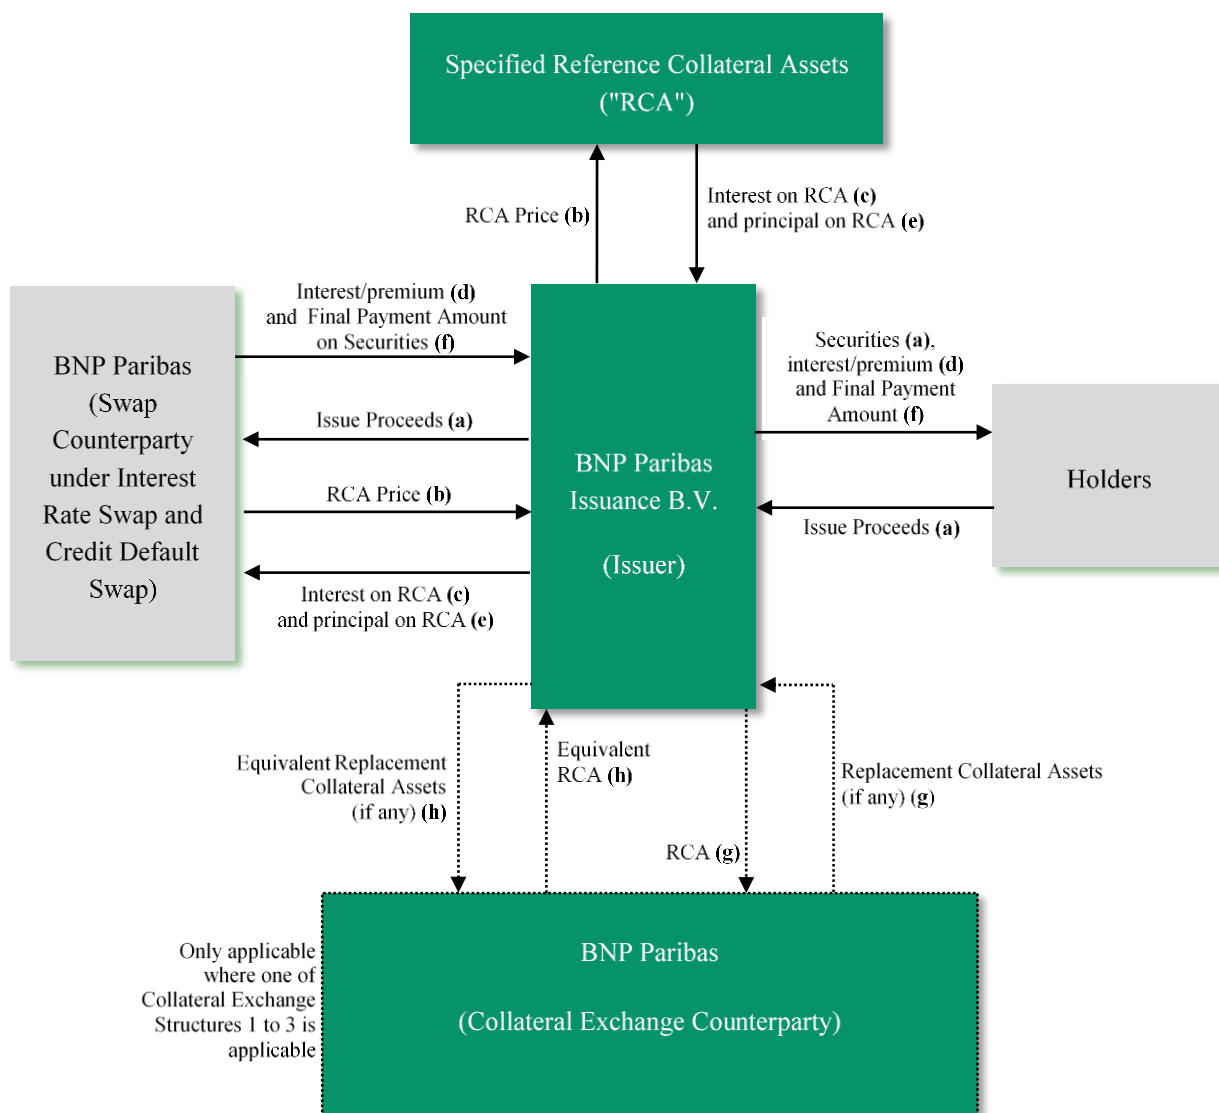 Specified Reference Collateral Assets
("RCA")
RCA Price (b)
Interest on RCA (c)
and principal on RCA (e)
Interest/premium (d)
and Final Payment Amount
on Securities (f)
Issue Proceeds (a)
RCA Price (b)
Interest on RCA (c)
and principal on RCA (e)
BNP Paribas
(Swap
Counterparty
under Interest
Rate Swap and
Credit Default
Swap)
BNP Paribas
Issuance B.V.
(Issuer)
Securities (a),
interest/premium (d)
and Final Payment
Amount (f)
Issue Proceeds (a)
Holders
Equivalent Replacement
Collateral Assets
(if any) (h)
Equivalent
RCA (h)
RCA (g)
Replacement Collateral Assets
(if any) (g)
Only applicable
where one of
Collateral Exchange
Structures 1 to 3 is
applicable
BNP Paribas
(Collateral Exchange Counterparty)